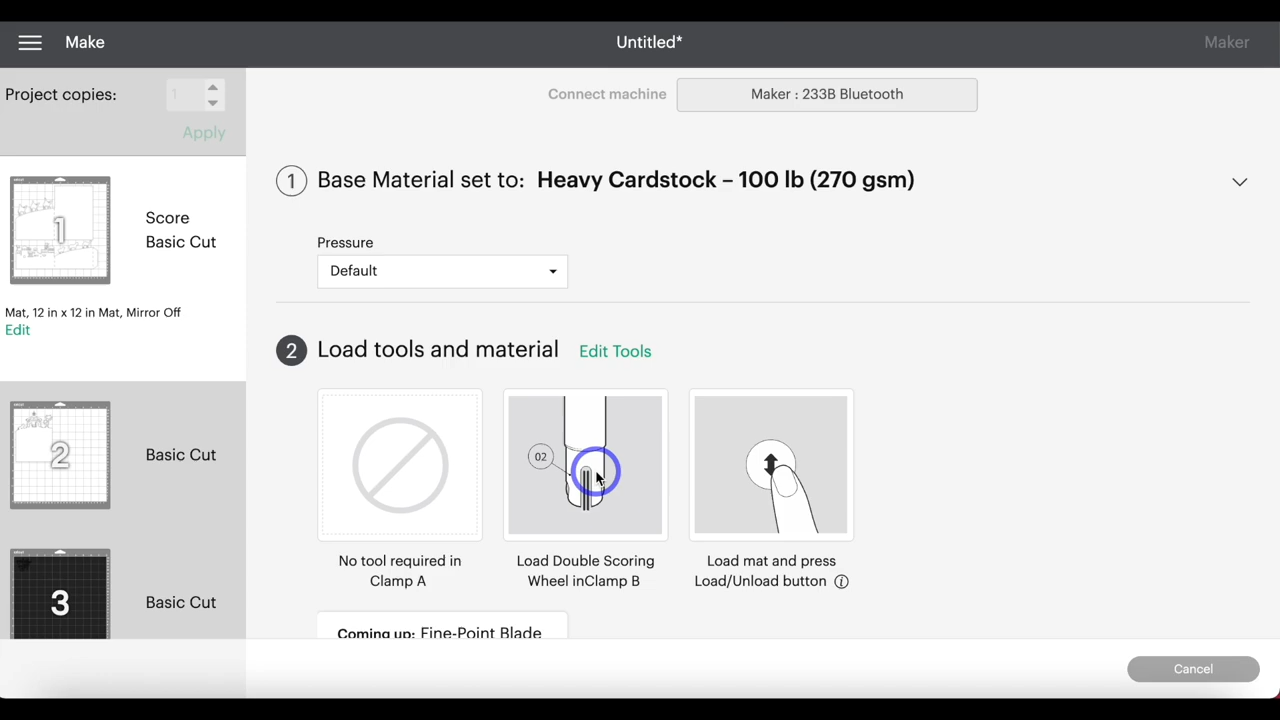 Make
Untitled*
Maker
Project copies:
1
Apply
Connect machine
Maker : 233B Bluetooth
1
Score
Basic Cut
Mat, 12 in x 12 in Mat, Mirror Off
Edit
2
Basic Cut
3
Basic Cut
1
Base Material set to: Heavy Cardstock – 100 lb (270 gsm)
Pressure
Default
2
Load tools and material
Edit Tools
No tool required in
Clamp A
02
Load Double Scoring
Wheel inClamp B
Load mat and press
Load/Unload button
Coming up: Fine-Point Blade
Cancel